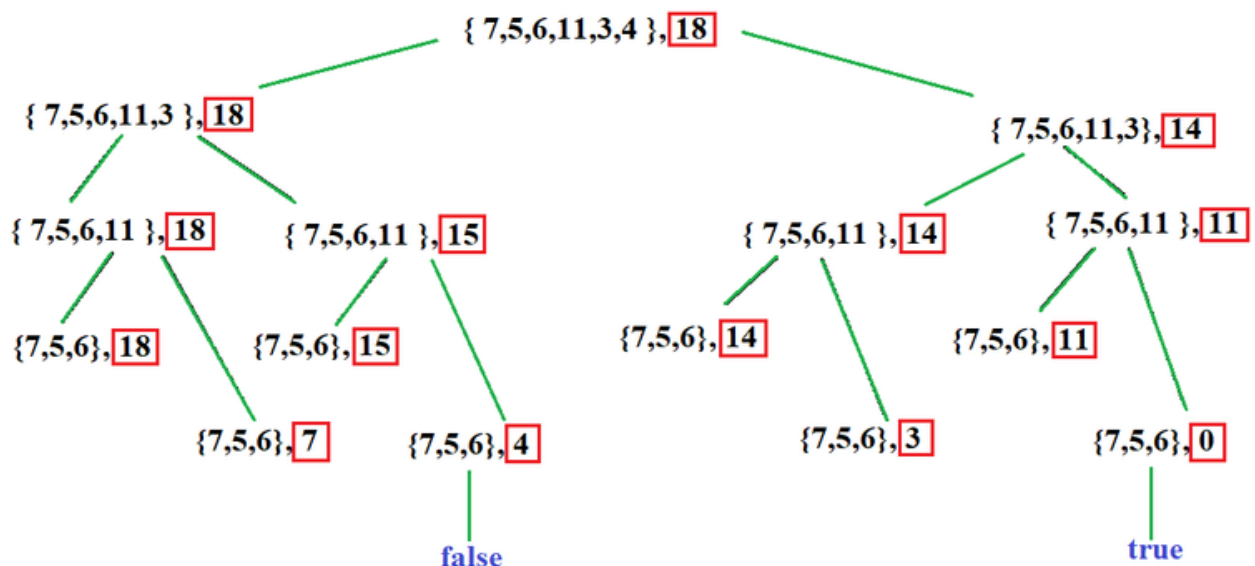 { 7,5,6,11,3,4 }, 18
{ 7,5,6,11,3 }, 18
{ 7,5,6,11,3}, 14
{ 7,5,6,11 }, 18
{ 7,5,6,11 }, 15
{ 7,5,6,11 }, 14
{ 7,5,6,11 }, 11
{7,5,6}, 18
{7,5,6}, 15
{7,5,6}, 14
{7,5,6}, 11
{7,5,6}, 7
{7,5,6}, 4
{7,5,6}, 3
{7,5,6}, 0
false
true